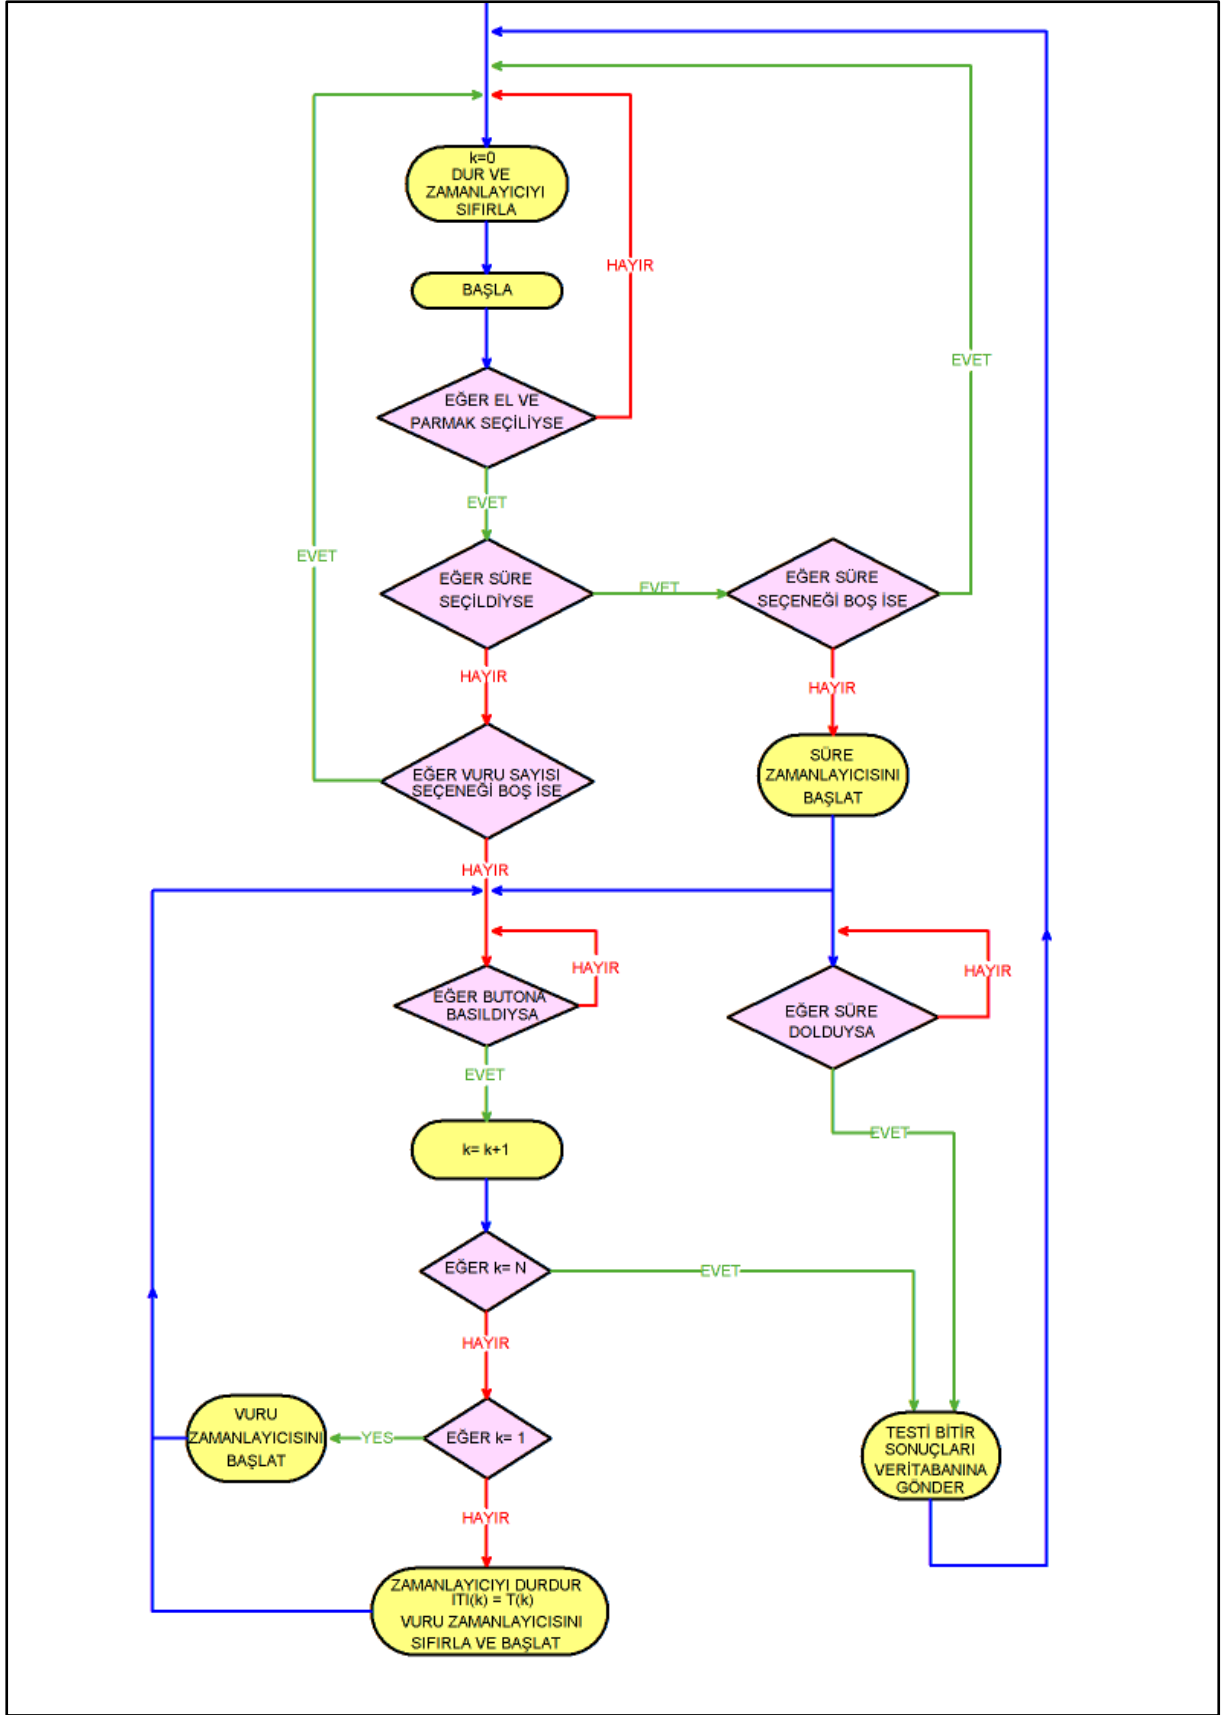 k=0
DUR VE
ZAMANLAYICIYI
SIFIRLA
HAYIR
BAŞLA
EVET
EĞER EL VE
PARMAK SEÇİLİYSE
EVET
EVET
EĞER SÜRE
SEÇİLDİYSE
EVET
EĞER SÜRE
SEÇENEĞİ BOŞ İSE
HAYIR
HAYIR
EĞER VURU SAYISI
SEÇENEĞİ BOŞ İSE
SÜRE
ZAMANLAYICISINI
BAŞLAT
HAYIR
HAYIR
HAYIR
EĞER BUTONA
BASILDIYSA
EĞER SÜRE
DOLDUYSA
EVET
EVET
k= k+1
EĞER k= N
EVET
HAYIR
VURU
ZAMANLAYICISINI
BAŞLAT
YES
EĞER k= 1
TESTİ BİTİR
SONUÇLARI
VERİTABANINA
GÖNDER
HAYIR
ZAMANLAYICIYI DURDUR
ITI(k) = T(k)
VURU ZAMANLAYICISINI
SIFIRLA VE BAŞLAT